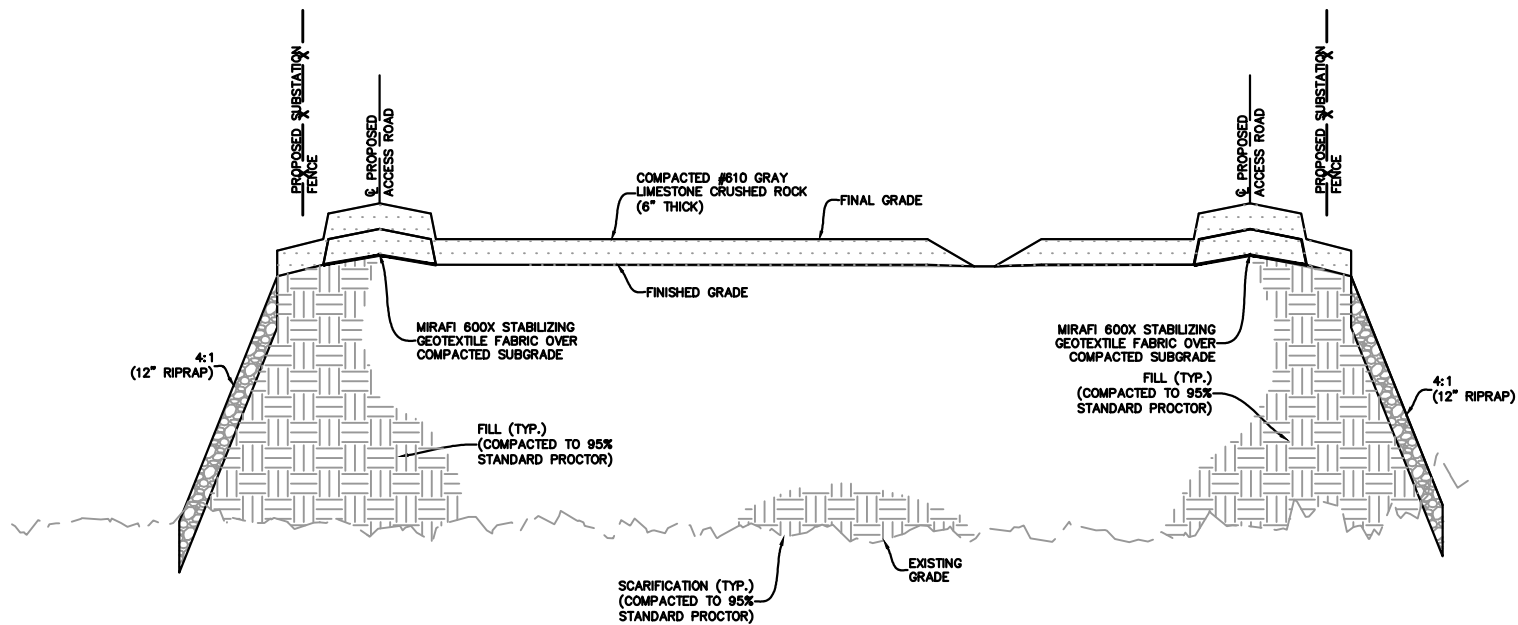 PROPOSED SUBSTATION
FENCE
℄ PROPOSED
ACCESS ROAD
℄ PROPOSED
ACCESS ROAD
PROPOSED SUBSTATION
FENCE
COMPACTED #610 GRAY
LIMESTONE CRUSHED ROCK
(6" THICK)
FINAL GRADE
FINISHED GRADE
MIRAFI 600X STABILIZING
GEOTEXTILE FABRIC OVER
COMPACTED SUBGRADE
MIRAFI 600X STABILIZING
GEOTEXTILE FABRIC OVER
COMPACTED SUBGRADE
4:1
(12" RIPRAP)
FILL (TYP.)
(COMPACTED TO 95%
STANDARD PROCTOR)
4:1
(12" RIPRAP)
FILL (TYP.)
(COMPACTED TO 95%
STANDARD PROCTOR)
EXISTING
GRADE
SCARIFICATION (TYP.)
(COMPACTED TO 95%
STANDARD PROCTOR)